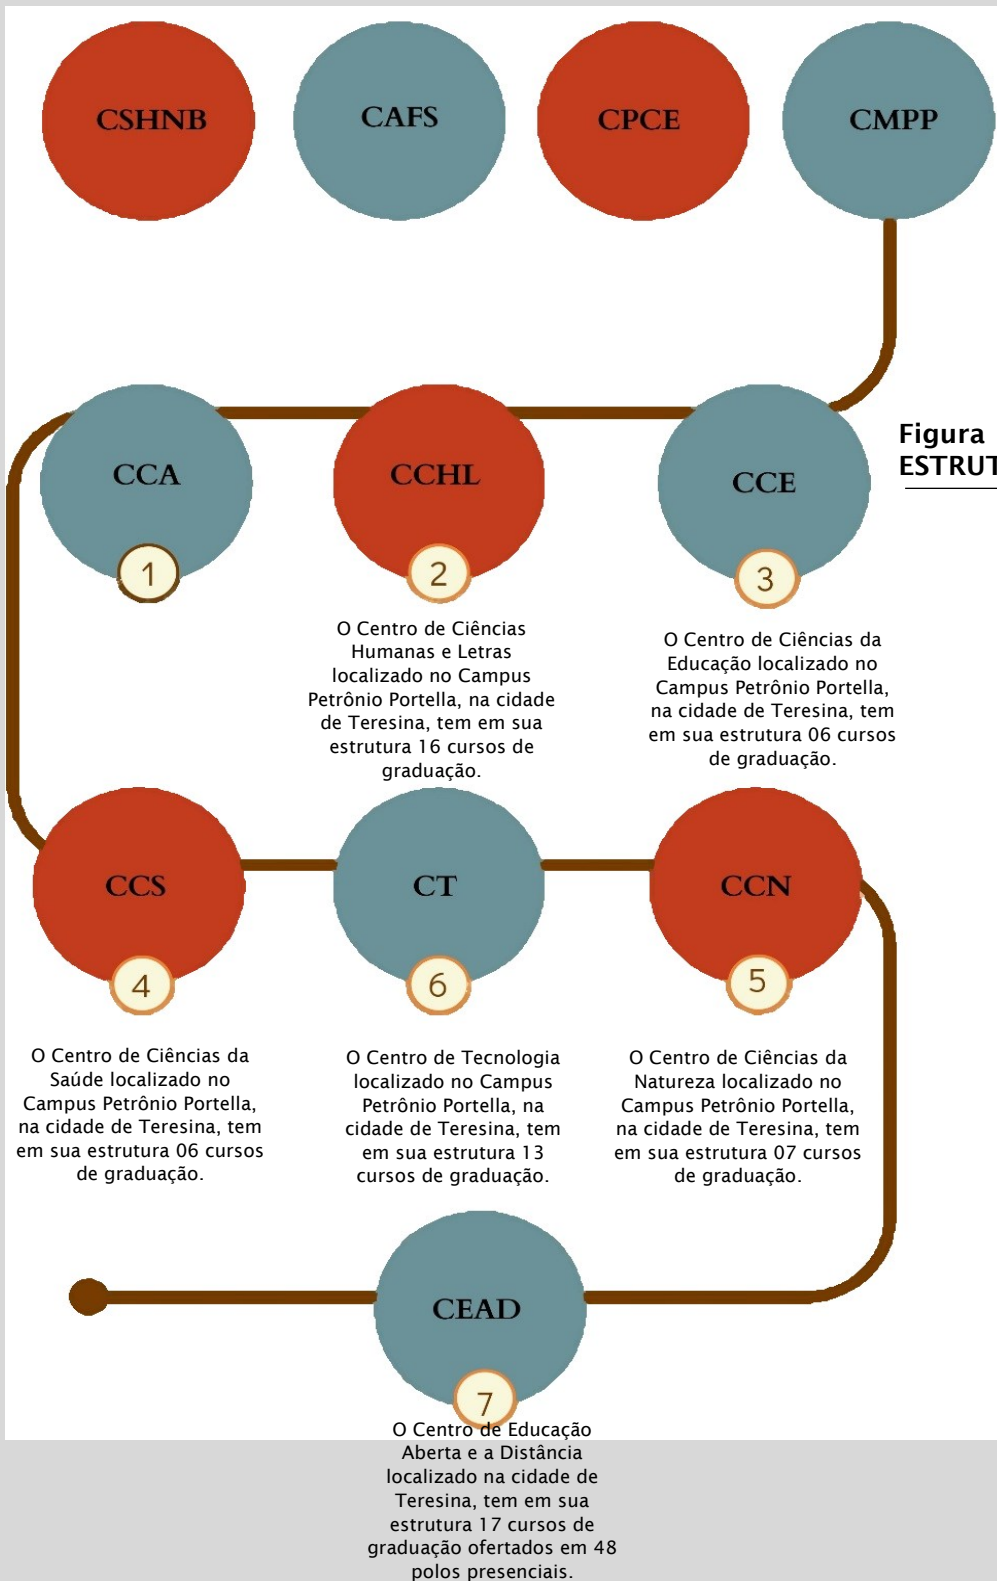 CSHNB
CAFS
CPCE
CMPP
Figura
ESTRUT
CCA
1
CCHL
2
O Centro de Ciências
Humanas e Letras
localizado no Campus
Petrônio Portella, na cidade
de Teresina, tem em sua
estrutura 16 cursos de
graduação.
CCE
3
O Centro de Ciências da
Educação localizado no
Campus Petrônio Portella,
na cidade de Teresina, tem
em sua estrutura 06 cursos
de graduação.
CCS
4
O Centro de Ciências da
Saúde localizado no
Campus Petrônio Portella,
na cidade de Teresina, tem
em sua estrutura 06 cursos
de graduação.
CT
6
O Centro de Tecnologia
localizado no Campus
Petrônio Portella, na
cidade de Teresina, tem
em sua estrutura 13
cursos de graduação.
CCN
5
O Centro de Ciências da
Natureza localizado no
Campus Petrônio Portella,
na cidade de Teresina, tem
em sua estrutura 07 cursos
de graduação.
CEAD
7
O Centro de Educação
Aberta e a Distância
localizado na cidade de
Teresina, tem em sua
estrutura 17 cursos de
graduação ofertados em 48
polos presenciais.